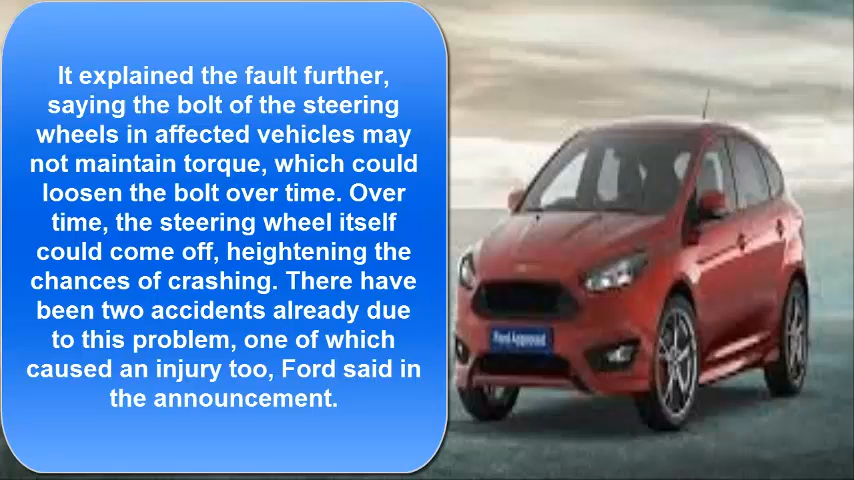 It explained the fault further,
saying the bolt of the steering
wheels in affected vehicles may
not maintain torque, which could
loosen the bolt over time. Over
time, the steering wheel itself
could come off, heightening the
chances of crashing. There have
been two accidents already due
to this problem, one of which
caused an injury too, Ford said in
the announcement.
Ford Approved